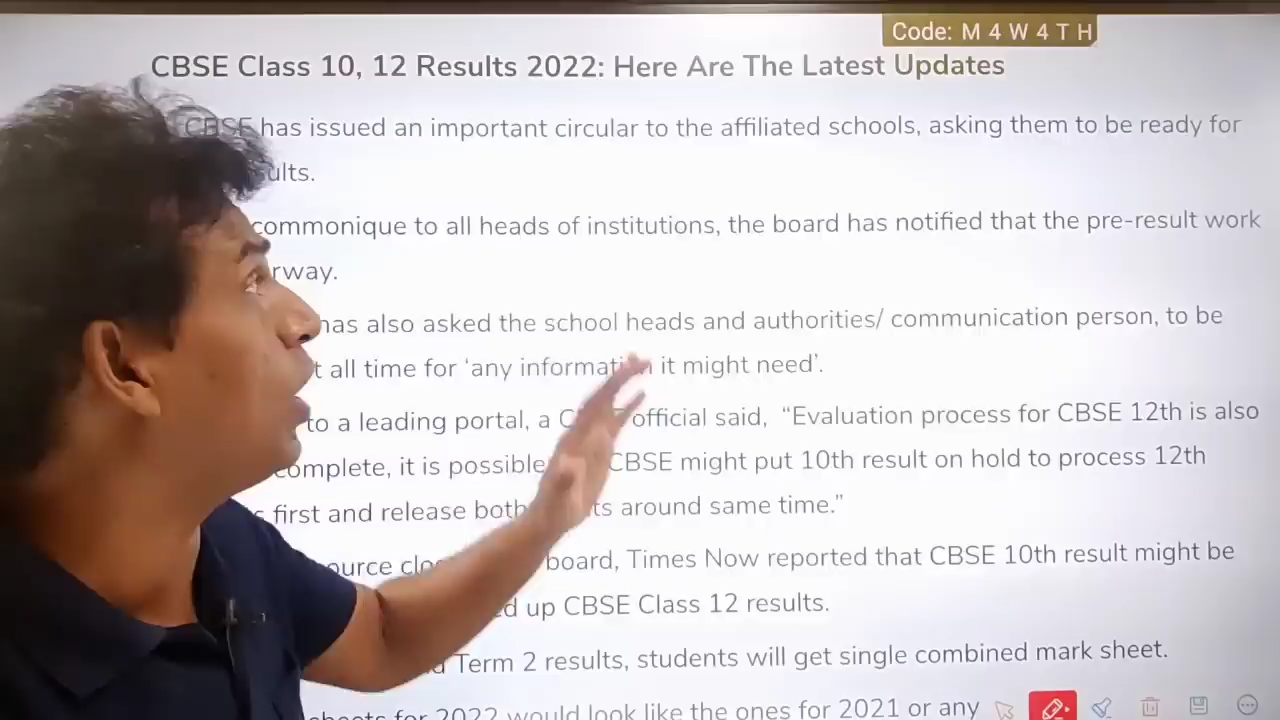 Code: M 4 W 4 T H
CBSE Class 10, 12 Results 2022: Here Are The Latest Updates
CBSE has issued an important circular to the affiliated schools, asking them to be ready for
ults.
commonique to all heads of institutions, the board has notified that the pre-result work
rway.
has also asked the school heads and authorities/ communication person, to be
t all time for ‘any information it might need’.
to a leading portal, a official said, “Evaluation process for CBSE 12th is also
complete, it is possible CBSE might put 10th result on hold to process 12th
first and release both ts around same time.”
ource clo board, Times Now reported that CBSE 10th result might be
d up CBSE Class 12 results.
Term 2 results, students will get single combined mark sheet.
sheets for 2022 would look like the ones for 2021 or any